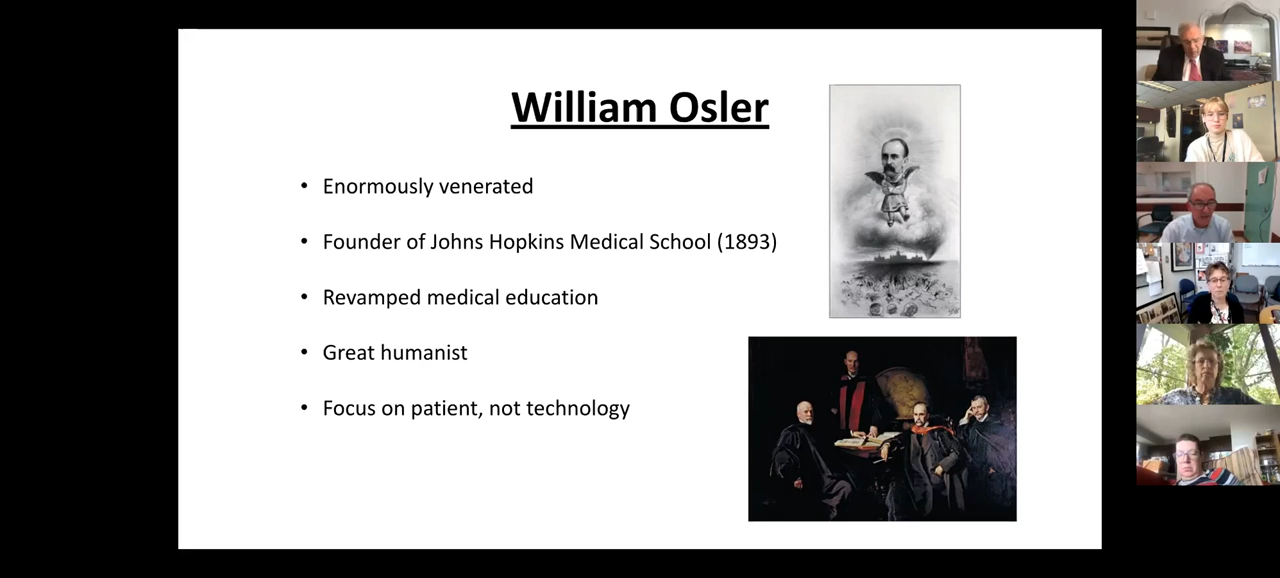 William Osler
• Enormously venerated
• Founder of Johns Hopkins Medical School (1893)
• Revamped medical education
• Great humanist
• Focus on patient, not technology